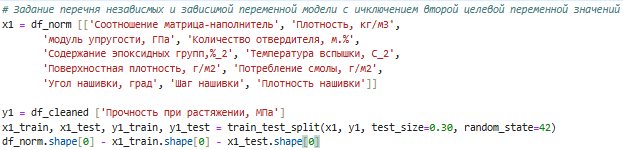 # Задание перечня независмых и зависимой переменной модели с ичключением второй целевой переменной значений
x1 = df_norm [['Соотношение матрица-наполнитель', 'Плотность, кг/м3',
'модуль упругости, ГПа', 'Количество отвердителя, м.%',
'Содержание эпоксидных групп,%_2', 'Температура вспышки, С_2',
'Поверхностная плотность, г/м2', 'Потребление смолы, г/м2',
'Угол нашивки, град', 'Шаг нашивки', 'Плотность нашивки']]
y1 = df_cleaned ['Прочность при растяжении, МПа']
x1_train, x1_test, y1_train, y1_test = train_test_split(x1, y1, test_size=0.30, random_state=42)
df_norm.shape[0] - x1_train.shape[0] - x1_test.shape[0]